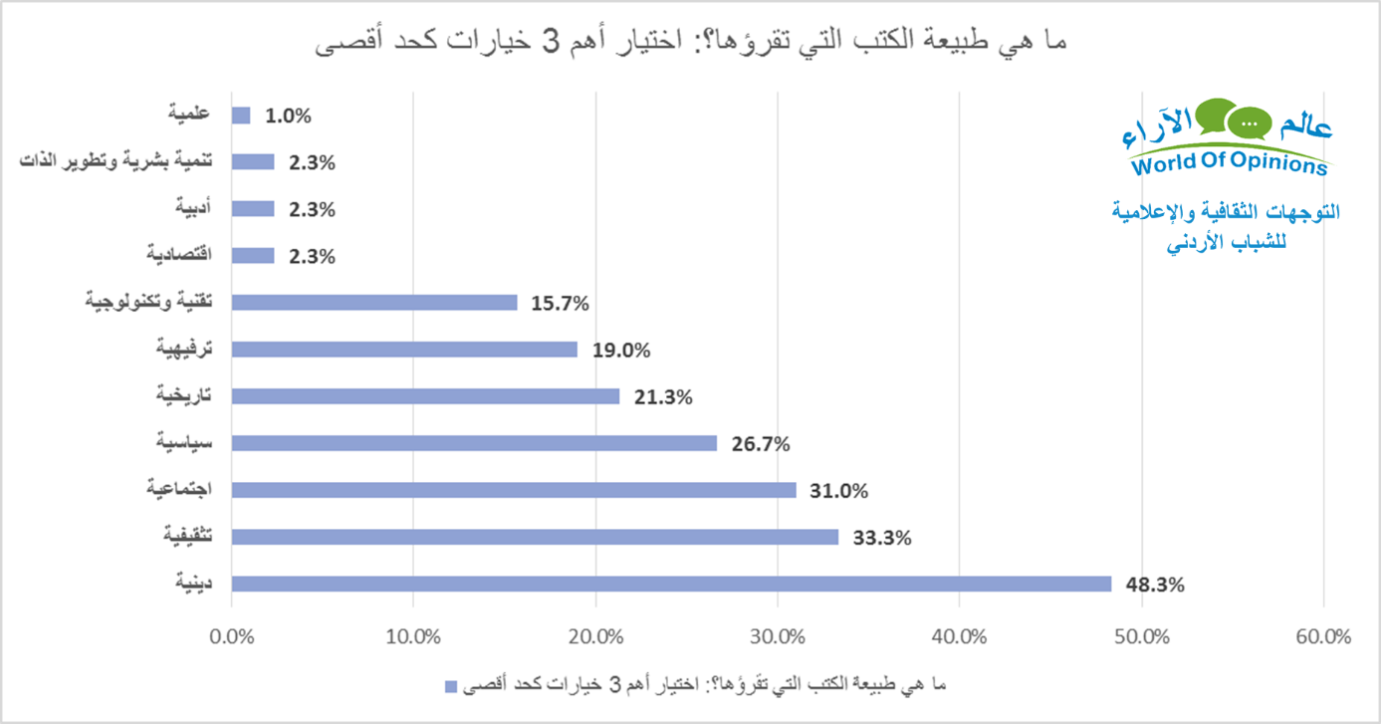 ما هي طبيعة الكتب التي تقرؤها؟: اختيار أهم 3 خيارات كحد أقصى
عالم الآراء
World Of Opinions
التوجهات الثقافية والإعلامية
للشباب الأردني
علمية 1.0%
تنمية بشرية وتطوير الذات 2.3%
أدبية 2.3%
اقتصادية 2.3%
تقنية وتكنولوجية 15.7%
ترفيهية 19.0%
تاريخية 21.3%
سياسية 26.7%
اجتماعية 31.0%
تثقيفية 33.3%
دينية 48.3%
0.0% 10.0% 20.0% 30.0% 40.0% 50.0% 60.0%
ما هي طبيعة الكتب التي تقرؤها؟: اختيار أهم 3 خيارات كحد أقصى